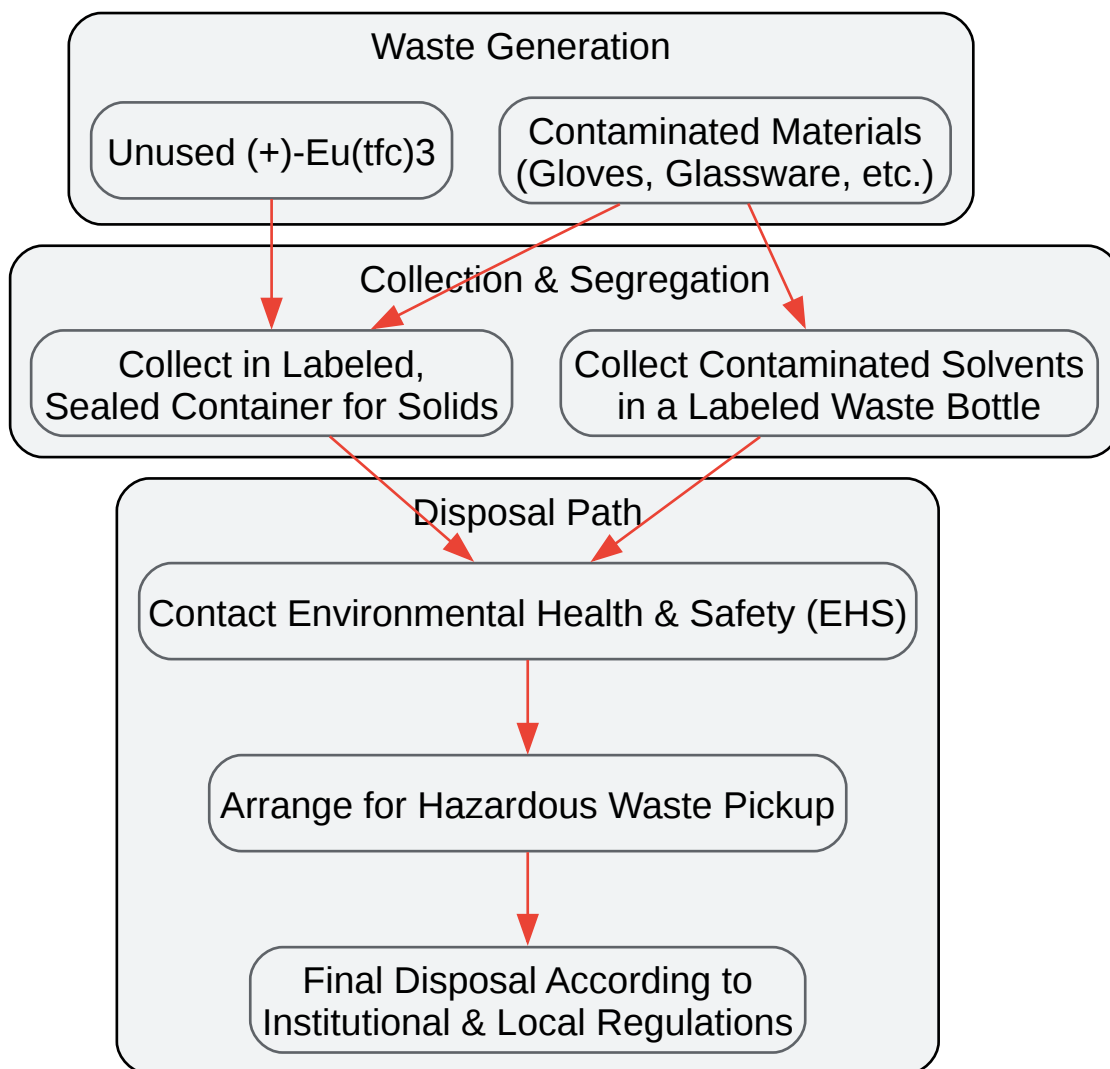 Waste Generation
Unused (+)-Eu(tfc)3
Contaminated Materials
(Gloves, Glassware, etc.)
Collection & Segregation
Collect in Labeled,
Sealed Container for Solids
Collect Contaminated Solvents
in a Labeled Waste Bottle
Disposal Path
Contact Environmental Health & Safety (EHS)
Arrange for Hazardous Waste Pickup
Final Disposal According to
Institutional & Local Regulations